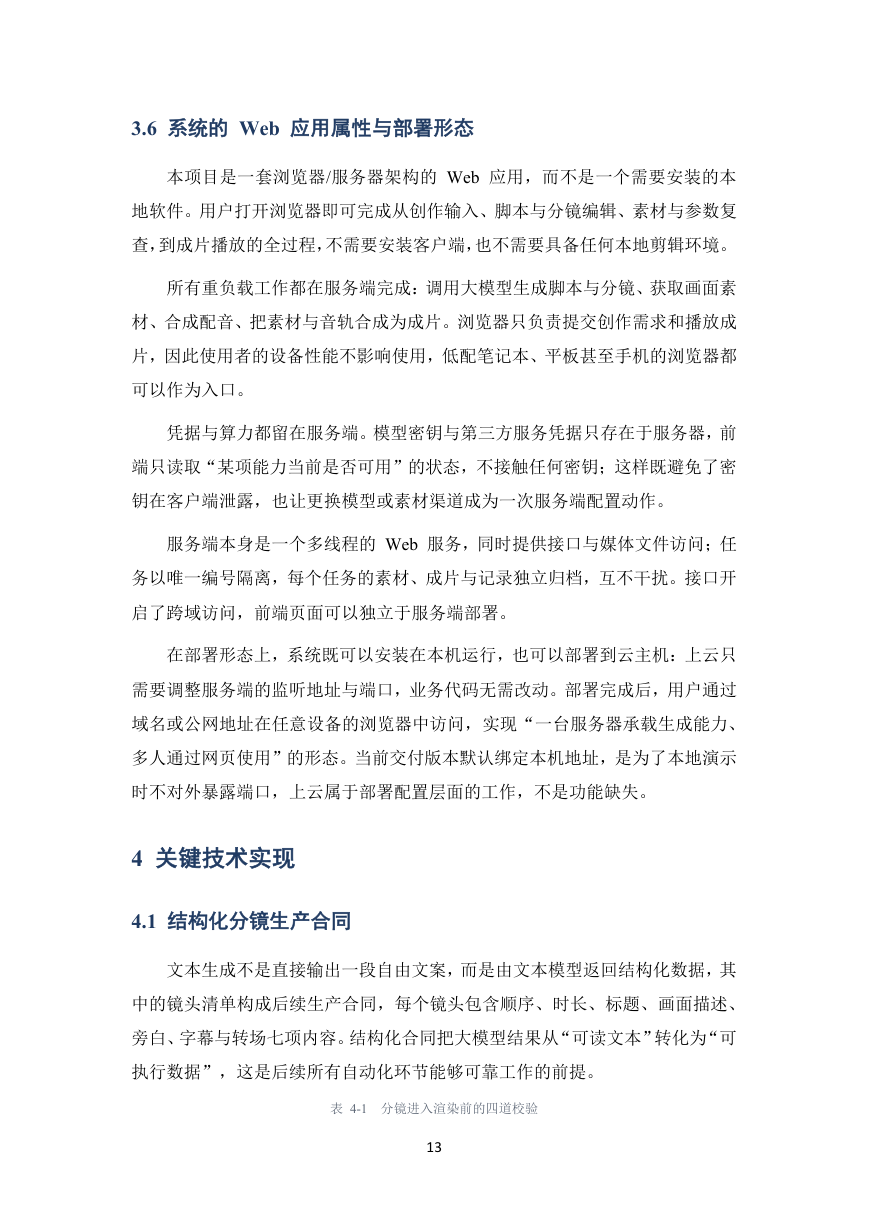 3.6 系统的 Web 应用属性与部署形态
本项目是一套浏览器/服务器架构的 Web 应用，而不是一个需要安装的本
地软件。用户打开浏览器即可完成从创作输入、脚本与分镜编辑、素材与参数复
查，到成片播放的全过程，不需要安装客户端，也不需要具备任何本地剪辑环境。
所有重负载工作都在服务端完成：调用大模型生成脚本与分镜、获取画面素
材、合成配音、把素材与音轨合成为成片。浏览器只负责提交创作需求和播放成
片，因此使用者的设备性能不影响使用，低配笔记本、平板甚至手机的浏览器都
可以作为入口。
凭据与算力都留在服务端。模型密钥与第三方服务凭据只存在于服务器，前
端只读取“某项能力当前是否可用”的状态，不接触任何密钥；这样既避免了密
钥在客户端泄露，也让更换模型或素材渠道成为一次服务端配置动作。
服务端本身是一个多线程的 Web 服务，同时提供接口与媒体文件访问；任
务以唯一编号隔离，每个任务的素材、成片与记录独立归档，互不干扰。接口开
启了跨域访问，前端页面可以独立于服务端部署。
在部署形态上，系统既可以安装在本机运行，也可以部署到云主机：上云只
需要调整服务端的监听地址与端口，业务代码无需改动。部署完成后，用户通过
域名或公网地址在任意设备的浏览器中访问，实现“一台服务器承载生成能力、
多人通过网页使用”的形态。当前交付版本默认绑定本机地址，是为了本地演示
时不对外暴露端口，上云属于部署配置层面的工作，不是功能缺失。
4 关键技术实现
4.1 结构化分镜生产合同
文本生成不是直接输出一段自由文案，而是由文本模型返回结构化数据，其
中的镜头清单构成后续生产合同，每个镜头包含顺序、时长、标题、画面描述、
旁白、字幕与转场七项内容。结构化合同把大模型结果从“可读文本”转化为“可
执行数据”，这是后续所有自动化环节能够可靠工作的前提。
表 4-1 分镜进入渲染前的四道校验
13